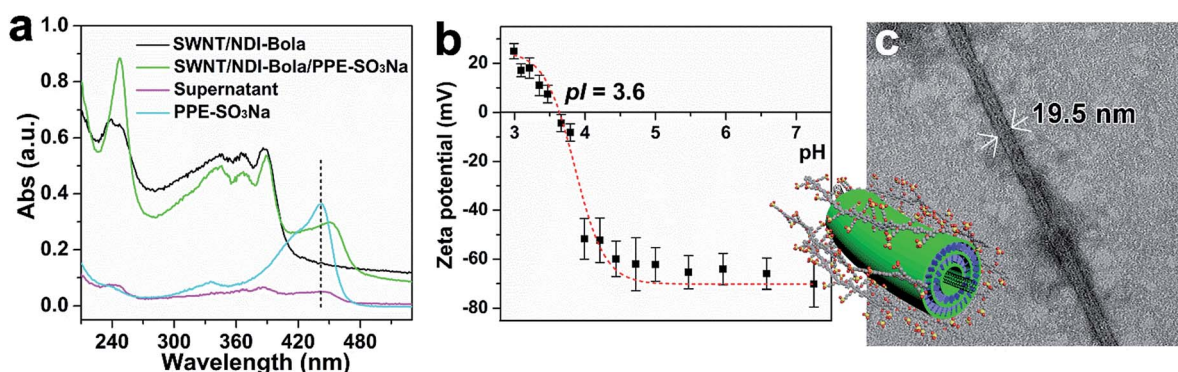 a
SWNT/NDI-Bola
SWNT/NDI-Bola/PPE-SO₃Na
Supernatant
PPE-SO₃Na
1.0
0.8
0.6
0.4
0.2
0.0
Abs (a.u.)
240 300 360 420 480
Wavelength (nm)
b
pI = 3.6
20
0
-20
-40
-60
-80
Zeta potential (mV)
3 4 5 6 7
pH
c
19.5 nm